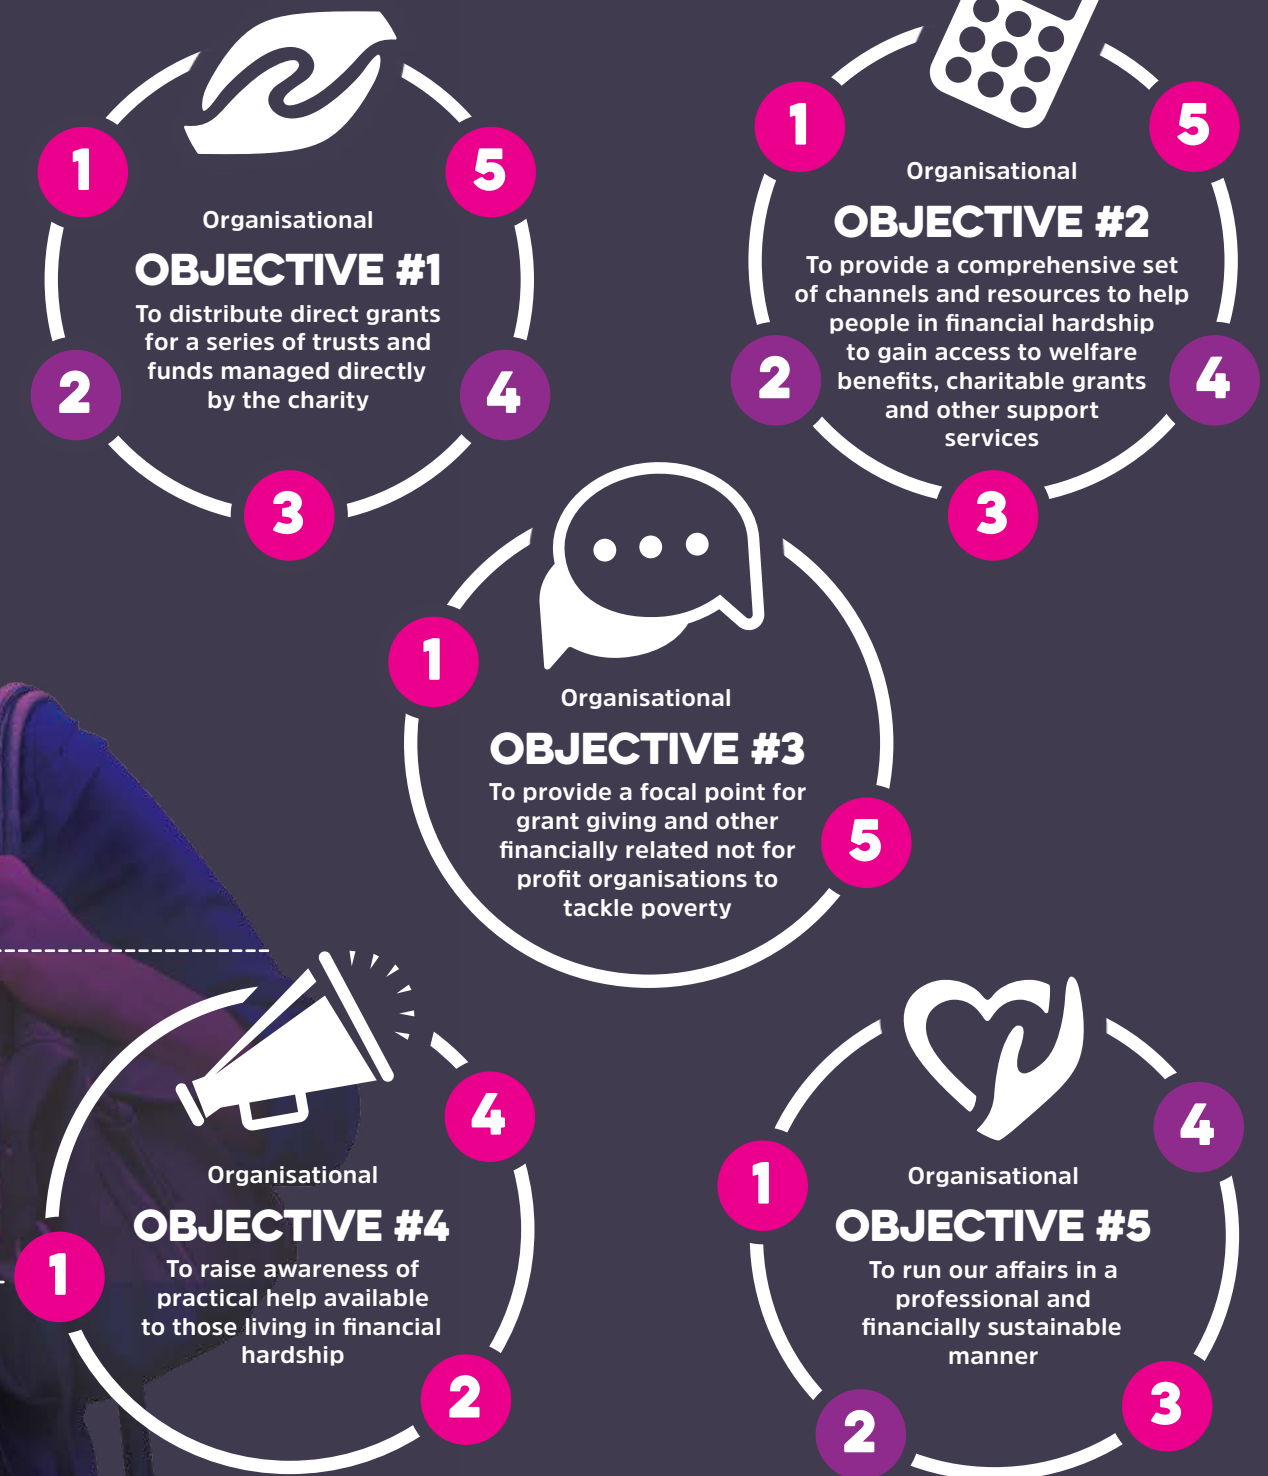 1
5
2
4
3
Organisational
OBJECTIVE #1
To distribute direct grants
for a series of trusts and
funds managed directly
by the charity
1
5
2
4
3
Organisational
OBJECTIVE #2
To provide a comprehensive set
of channels and resources to help
people in financial hardship
to gain access to welfare
benefits, charitable grants
and other support
services
1
5
Organisational
OBJECTIVE #3
To provide a focal point for
grant giving and other
financially related not for
profit organisations to
tackle poverty
4
1
2
Organisational
OBJECTIVE #4
To raise awareness of
practical help available
to those living in financial
hardship
4
1
3
2
Organisational
OBJECTIVE #5
To run our affairs in a
professional and
financially sustainable
manner